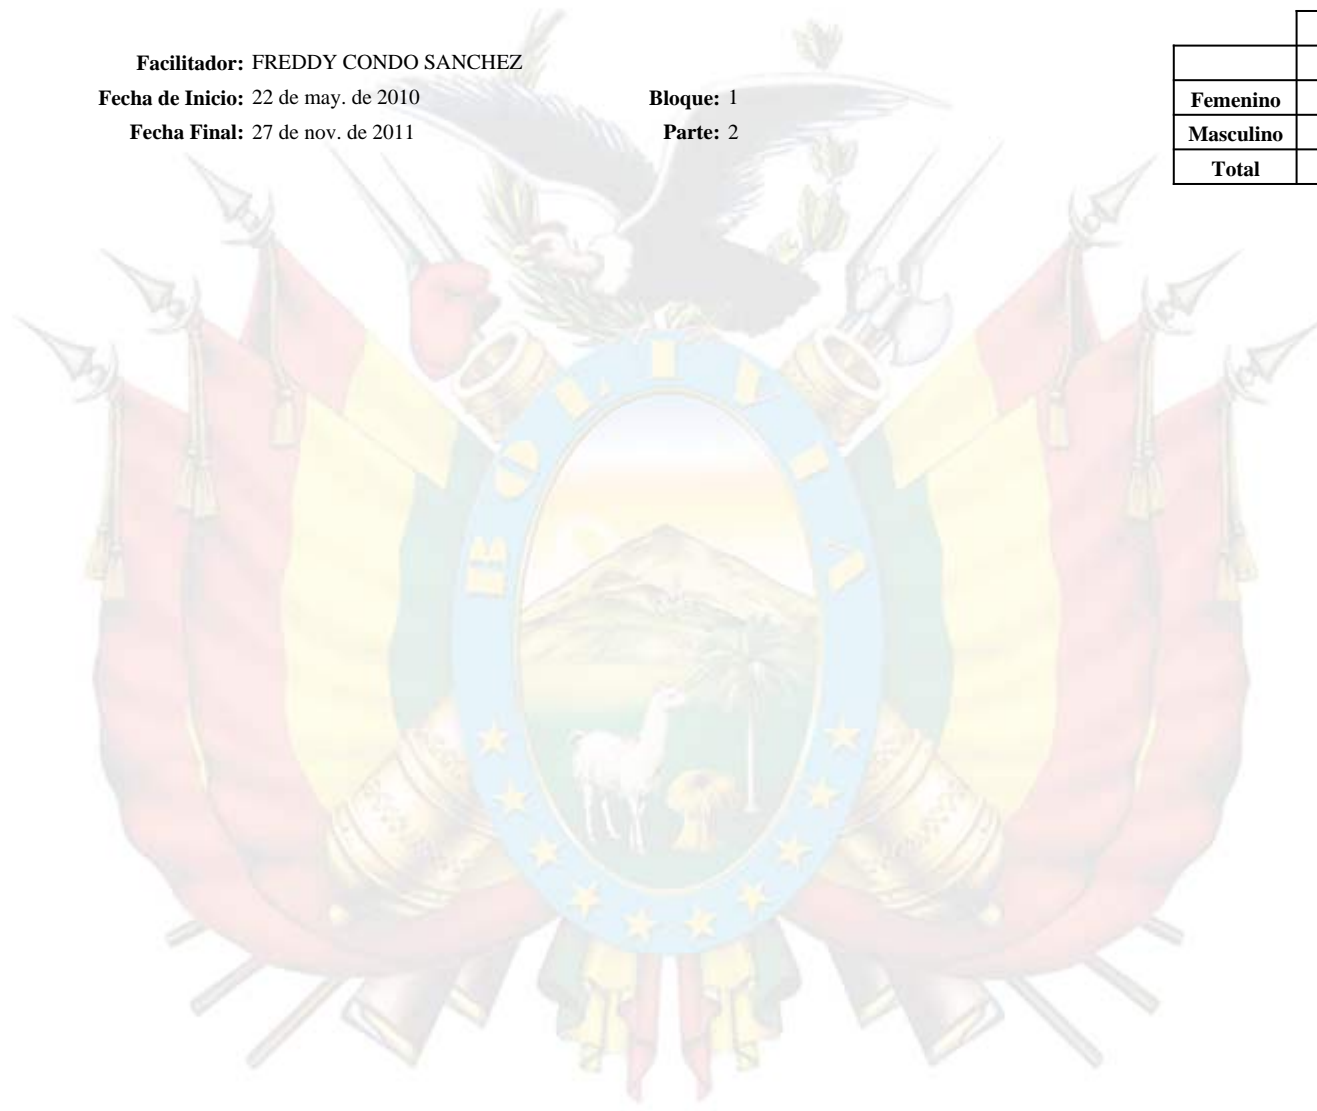 Facilitador: FREDDY CONDO SANCHEZ
Fecha de Inicio: 22 de may. de 2010 Bloque: 1
Fecha Final: 27 de nov. de 2011 Parte: 2
Femenino
Masculino
Total
BOLIVIA